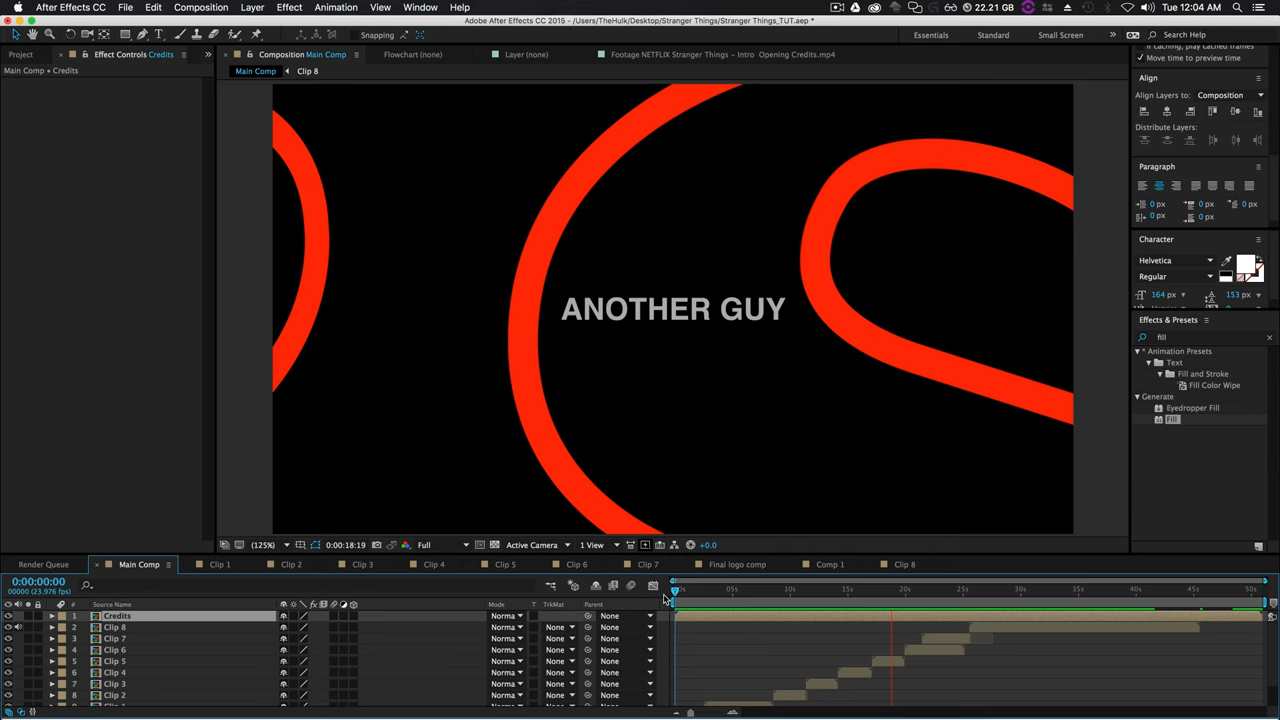 After Effects CC File Edit Composition Layer Effect Animation View Window Help 22.21 GB Tue 12:04 AM
Adobe After Effects CC 2015 - /Users/TheHulk/Desktop/Stranger Things/Stranger Things_TUT.aep *
Snapping Essentials Standard Small Screen Search Help
Project Effect Controls Credits Composition Main Comp Flowchart (none) Layer (none) Footage NETFLIX Stranger Things - Intro Opening Credits.mp4
Main Comp • Credits
Main Comp Clip 8
If caching, play cached frames
Move time to preview time
Align
Align Layers to: Composition
Distribute Layers:
Paragraph
0 px 0 px 0 px
0 px 0 px
Character
Helvetica
Regular
164 px 153 px
Effects & Presets
fill
* Animation Presets
Text
Fill and Stroke
Fill Color Wipe
Generate
Eyedropper Fill
Fill
ANOTHER GUY
(125%) 0:00:18:19 Full Active Camera 1 View +0.0
Render Queue Main Comp Clip 1 Clip 2 Clip 3 Clip 4 Clip 5 Clip 6 Clip 7 Final logo comp Comp 1 Clip 8
0:00:00:00
00000 (23.976 fps)
05s 10s 15s 20s 25s 30s 35s 40s 45s 50s
# Source Name Mode T TrkMat Parent
1 Credits Norma None
2 Clip 8 Norma None None
3 Clip 7 Norma None None
4 Clip 6 Norma None None
5 Clip 5 Norma None None
6 Clip 4 Norma None None
7 Clip 3 Norma None None
8 Clip 2 Norma None None